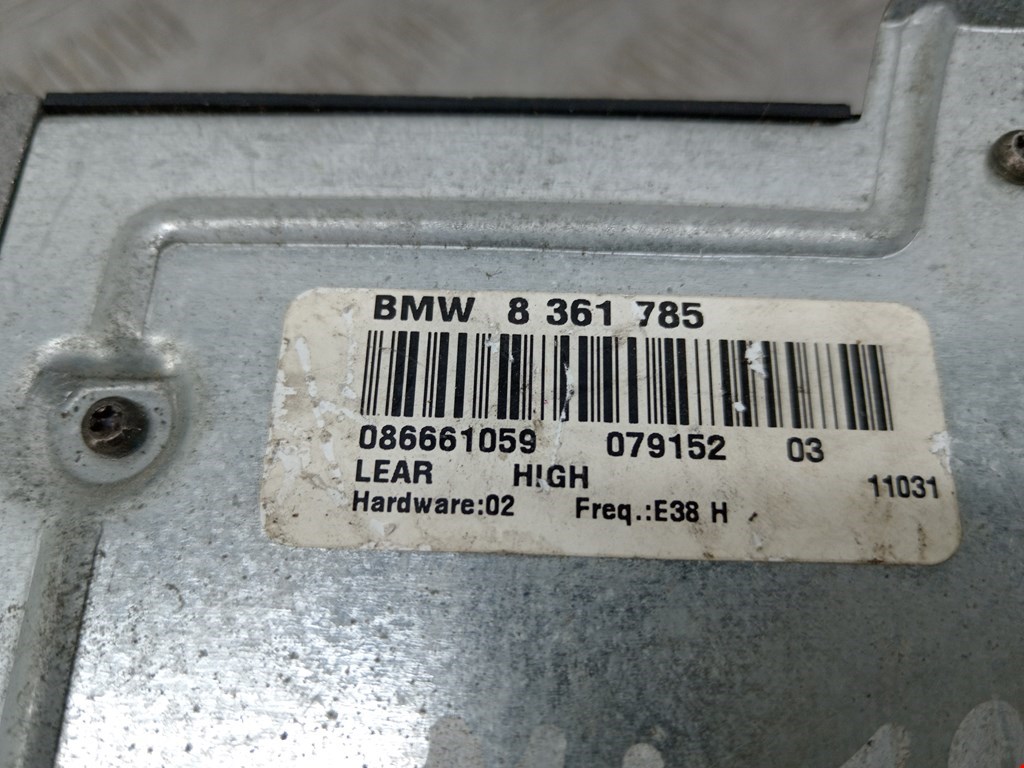 BMW 8 361 785
086661059 079152 03
LEAR HIGH 11031
Hardware:02 Freq.:E38 H